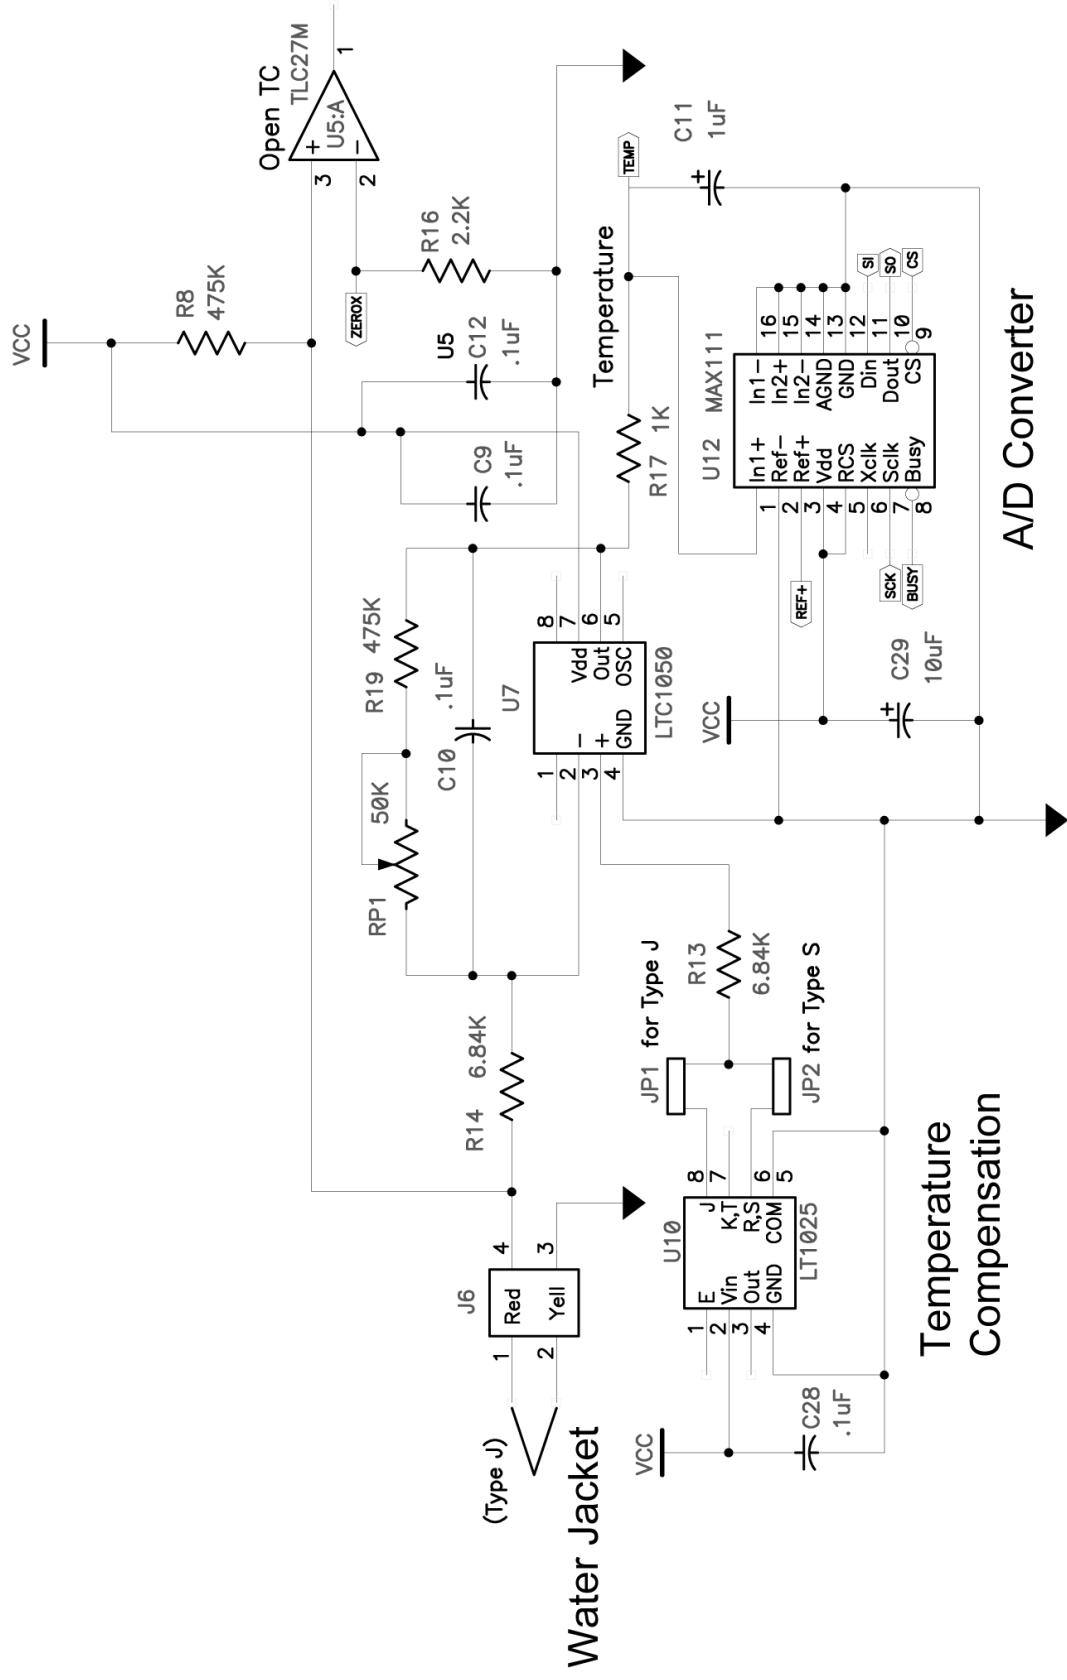 VCC
R8
475K
Open TC
TLC27M
U5:A
+
-
3
2
1
ZEROX
R16
2.2K
U5
C12
.1uF
C9
.1uF
R19 475K
50K
RP1
C10
.1uF
R14
6.84K
J6
Red
Yell
1
2
4
3
(Type J)
Water Jacket
U7
LTC1050
1
2
3
4
-
+
GND
Vdd
Out
OSC
8
7
6
5
Temperature
R17 1K
TEMP
C11
1uF
+
JP1 for Type J
JP2 for Type S
R13
6.84K
U10
LT1025
1
2
3
4
E
Vin
Out
GND
J
K,T
R,S
COM
8
7
6
5
VCC
C28
.1uF
Temperature
Compensation
VCC
C29
10uF
+
U12 MAX111
In1+
Ref-
Ref+
Vdd
RCS
Xclk
Sclk
Busy
1
2
3
4
5
6
7
8
In1-
In2+
In2-
AGND
GND
Din
Dout
CS
16
15
14
13
12
11
10
9
REF+
SCK
BUSY
SI
SO
CS
A/D Converter